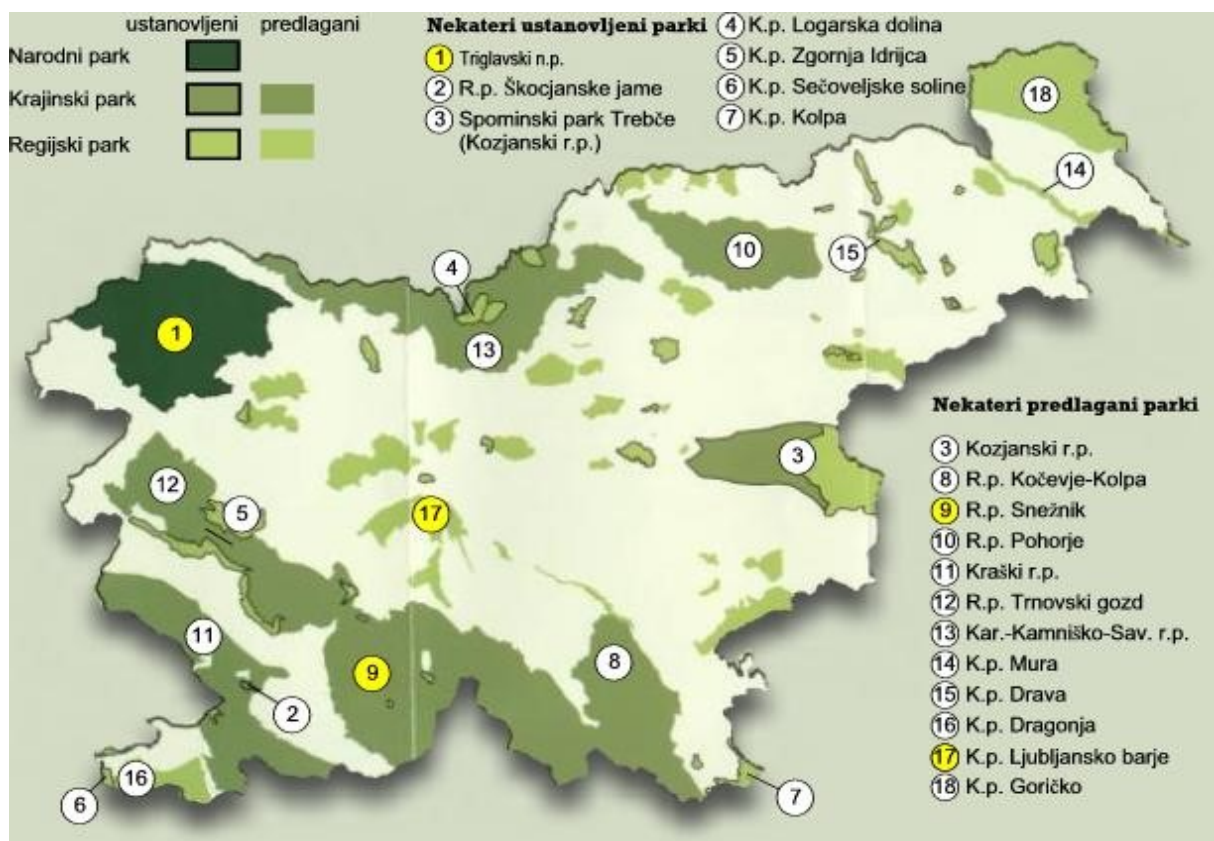 ustanovljeni predlagani
Narodni park
Krajinski park
Regijski park
Nekateri ustanovljeni parki
1 Triglavski n.p.
2 R.p. Škocjanske jame
3 Spominski park Trebče
(Kozjanski r.p.)
4 K.p. Logarska dolina
5 K.p. Zgornja Idrijca
6 K.p. Sečoveljske soline
7 K.p. Kolpa
18
14
10
15
4
1
13
3
12
5
17
11
9
8
2
16
6
7
Nekateri predlagani parki
3 Kozjanski r.p.
8 R.p. Kočevje-Kolpa
9 R.p. Snežnik
10 R.p. Pohorje
11 Kraški r.p.
12 R.p. Trnovski gozd
13 Kar.-Kamniško-Sav. r.p.
14 K.p. Mura
15 K.p. Drava
16 K.p. Dragonja
17 K.p. Ljubljansko barje
18 K.p. Goričko